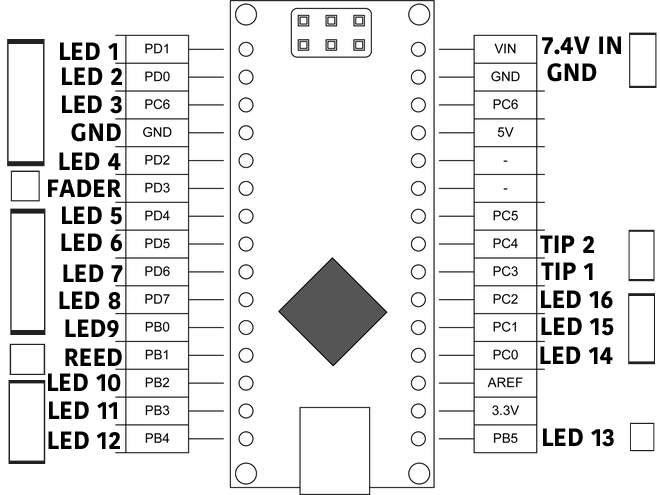 LED 1 PD1 VIN 7.4V IN
LED 2 PD0 GND GND
LED 3 PC6 PC6
GND GND 5V
LED 4 PD2 -
FADER PD3 -
LED 5 PD4 PC5
LED 6 PD5 PC4 TIP 2
LED 7 PD6 PC3 TIP 1
LED 8 PD7 PC2 LED 16
LED9 PB0 PC1 LED 15
REED PB1 PC0 LED 14
LED 10 PB2 AREF
LED 11 PB3 3.3V
LED 12 PB4 PB5 LED 13